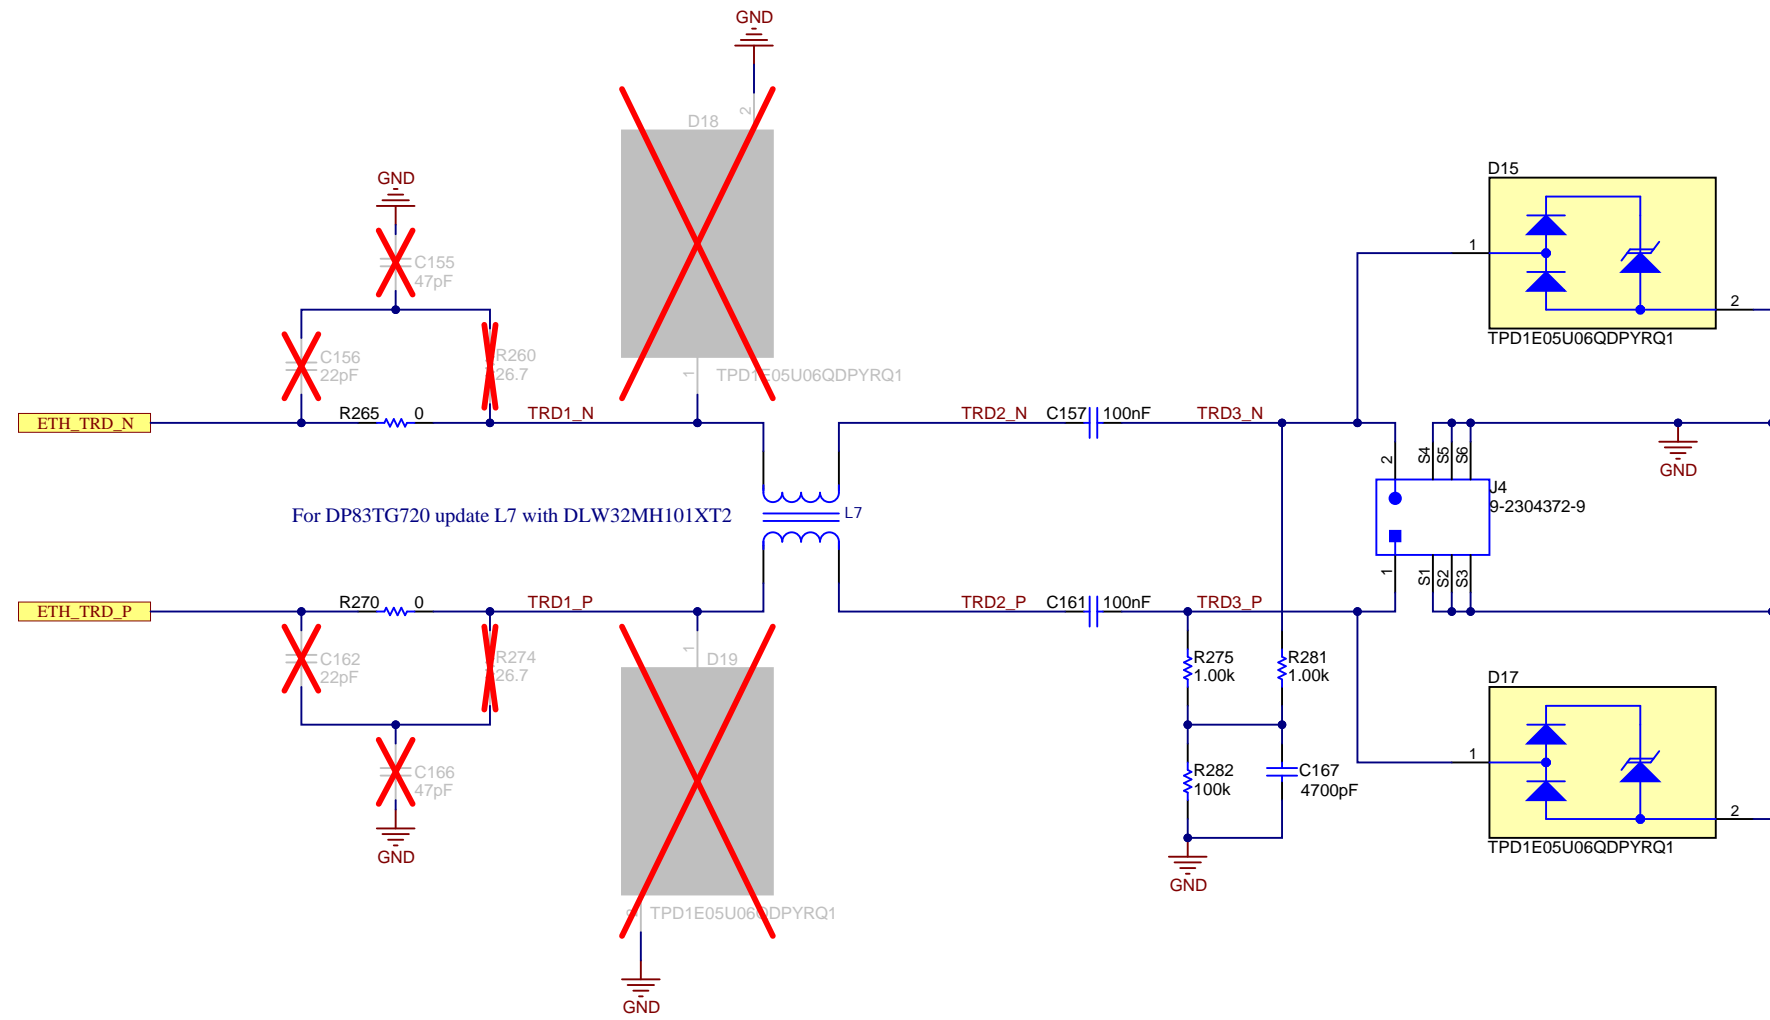 GND
2
D18
D15
GND
1
C155
47pF
2
TPD1E05U06QDPYRQ1
C156
22pF
R260
26.7
1
TPD1E05U06QDPYRQ1
ETH_TRD_N
R265 0
TRD1_N
TRD2_N
C157 100nF
TRD3_N
2
S4
S5
S6
GND
J4
9-2304372-9
For DP83TG720 update L7 with DLW32MH101XT2
L7
1
S1
S2
S3
ETH_TRD_P
R270 0
TRD1_P
TRD2_P
C161 100nF
TRD3_P
C162
22pF
R274
26.7
1
D19
R275
1.00k
R281
1.00k
D17
1
C166
47pF
R282
100k
C167
4700pF
2
TPD1E05U06QDPYRQ1
GND
GND
2
TPD1E05U06QDPYRQ1
GND